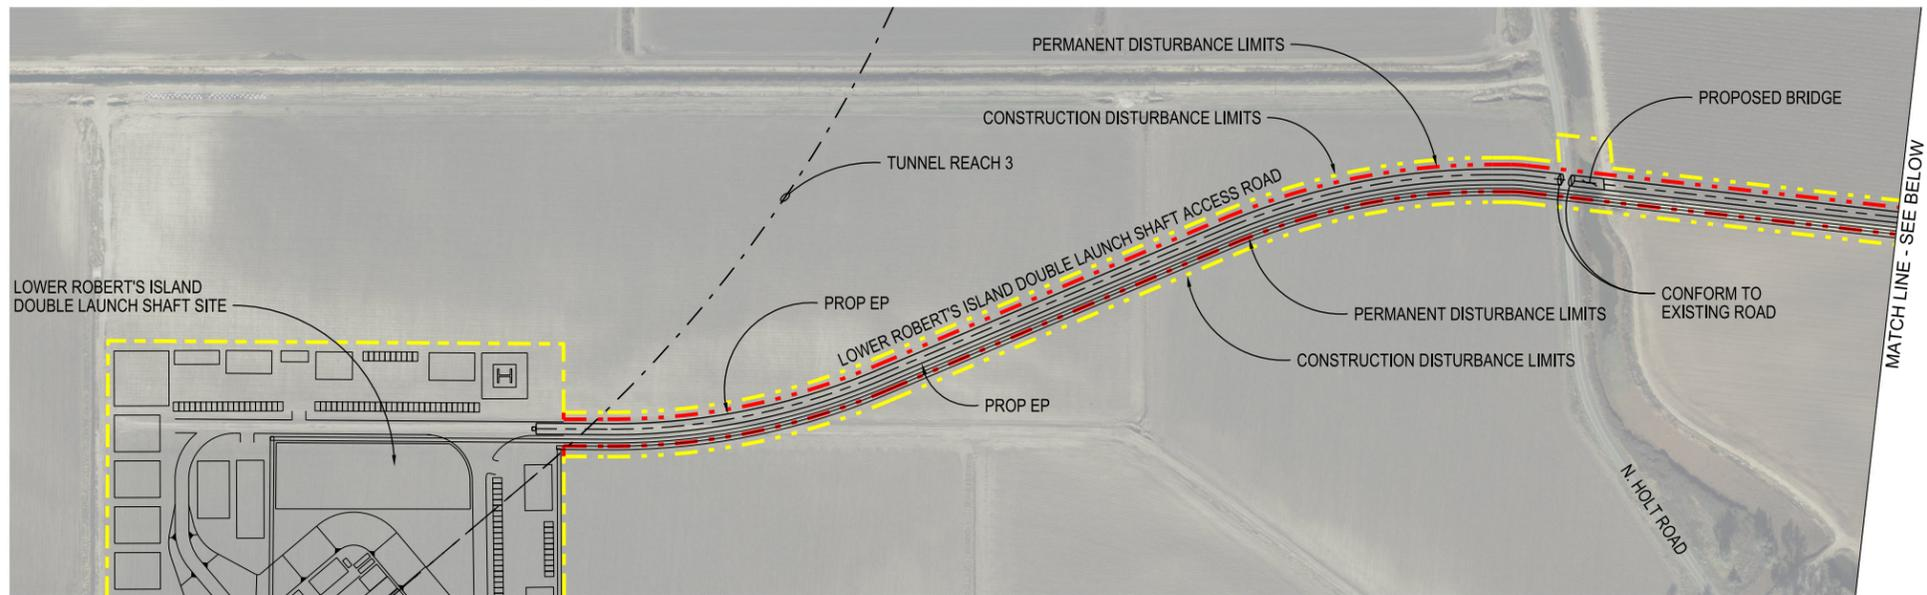 PERMANENT DISTURBANCE LIMITS
PROPOSED BRIDGE
CONSTRUCTION DISTURBANCE LIMITS
TUNNEL REACH 3
LOWER ROBERT'S ISLAND DOUBLE LAUNCH SHAFT ACCESS ROAD
MATCH LINE - SEE BELOW
LOWER ROBERT'S ISLAND
DOUBLE LAUNCH SHAFT SITE
PROP EP
CONFORM TO
EXISTING ROAD
PERMANENT DISTURBANCE LIMITS
CONSTRUCTION DISTURBANCE LIMITS
H
PROP EP
N. HOLT ROAD